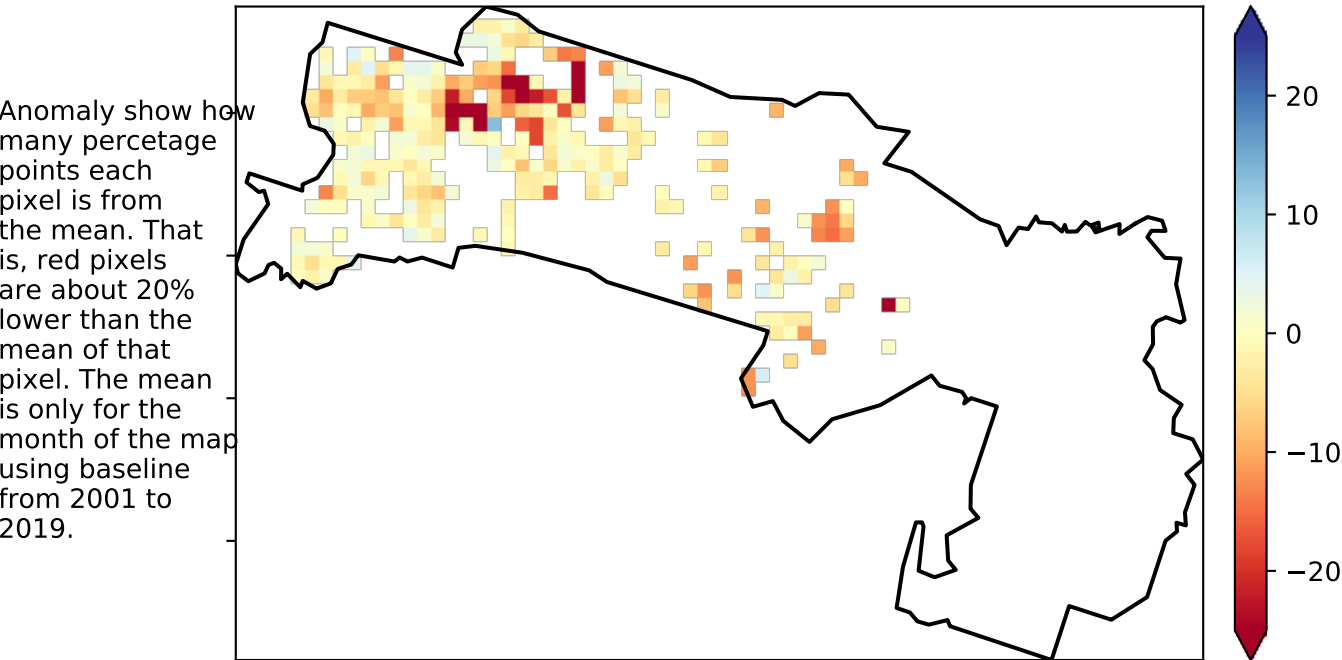 Anomaly show how
many percetage
points each
pixel is from
the mean. That
is, red pixels
are about 20%
lower than the
mean of that
pixel. The mean
is only for the
month of the map
using baseline
from 2001 to
2019.
20
10
0
−10
−20